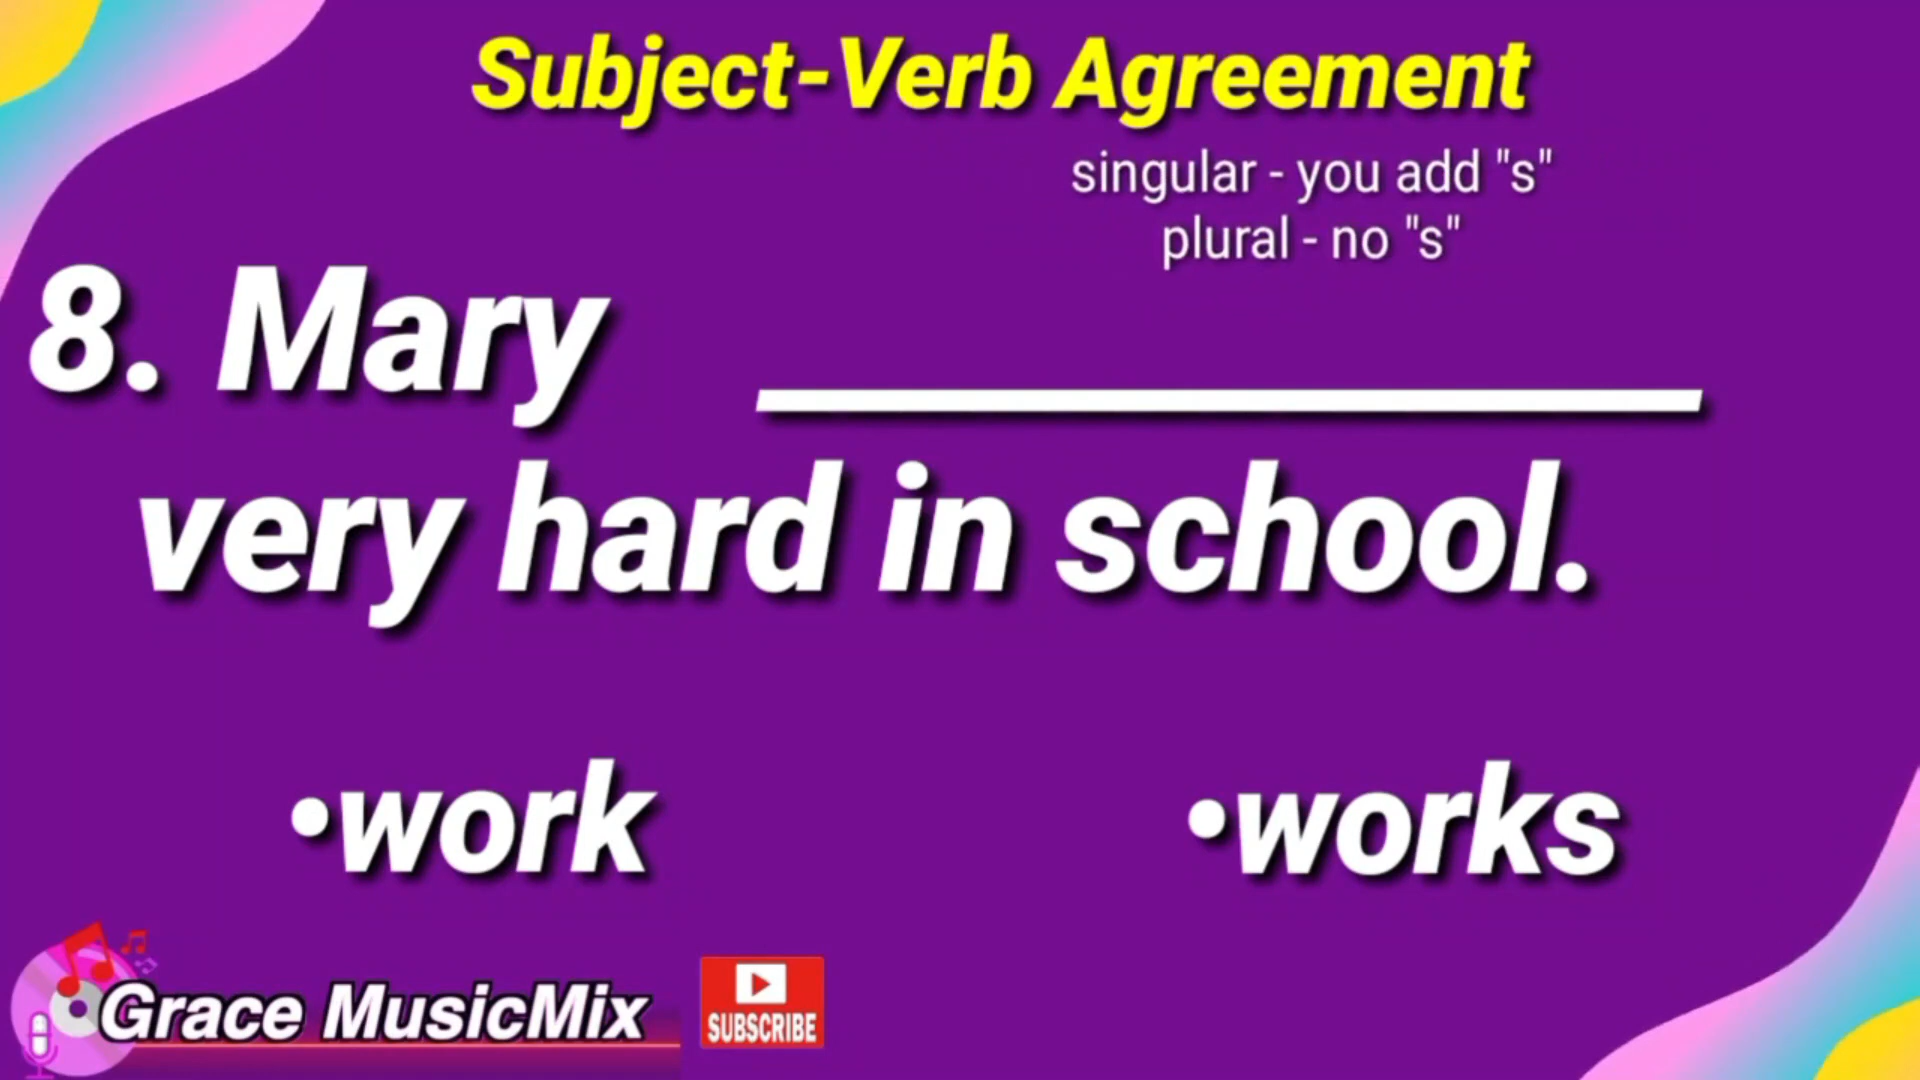 Subject-Verb Agreement
singular - you add "s"
plural - no "s"
8. Mary ________
very hard in school.
•work
•works
Grace MusicMix
SUBSCRIBE